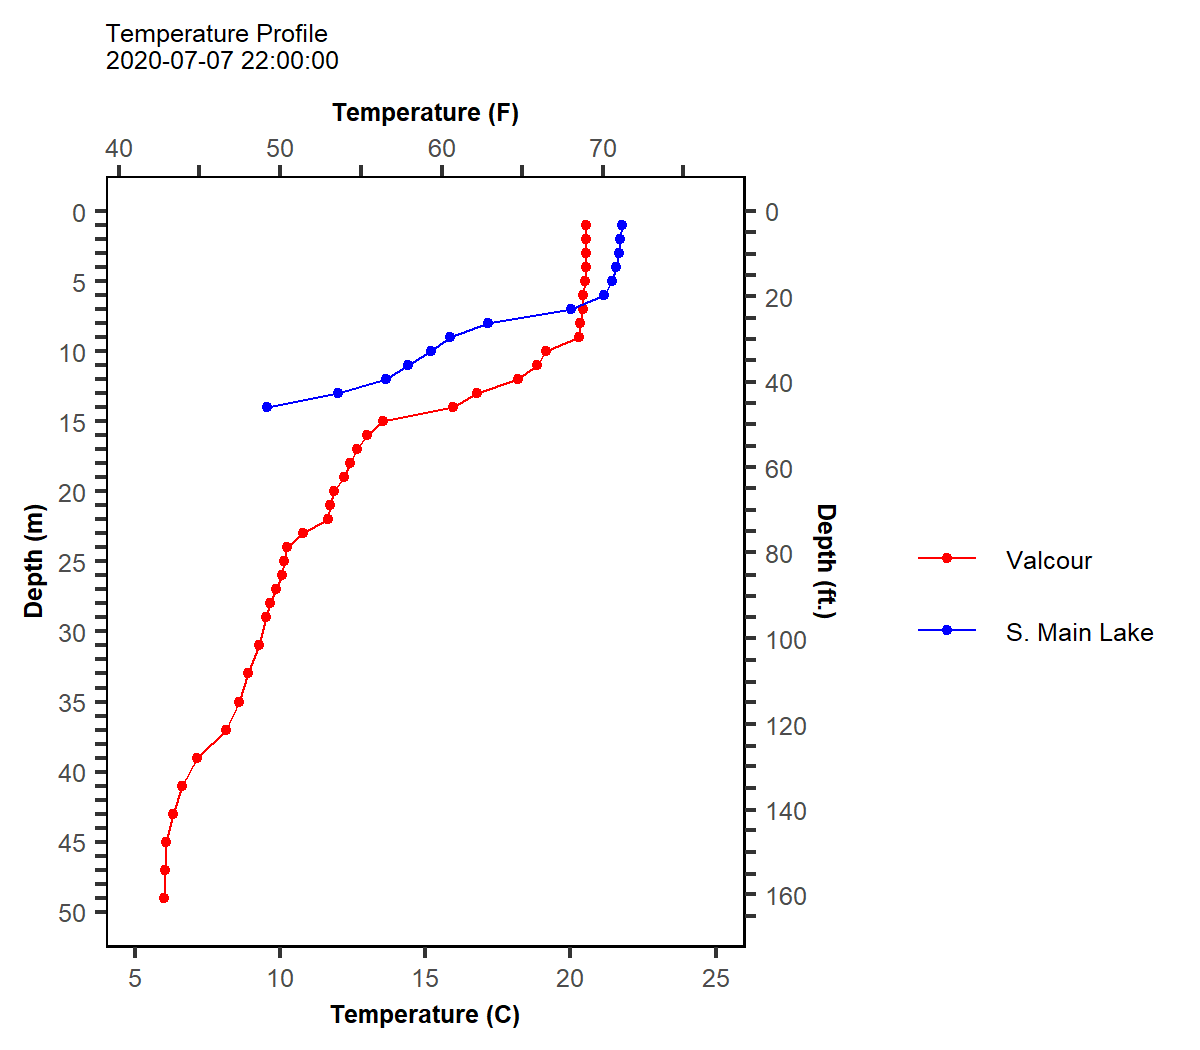 Temperature Profile
2020-07-07 22:00:00
Temperature (F)
40 50 60 70
0 0
5
20
10
40
15
60
20
Depth (m)
Depth (ft.)
80
25
Valcour
100
30
S. Main Lake
35
120
40
140
45
160
50
5 10 15 20 25
Temperature (C)